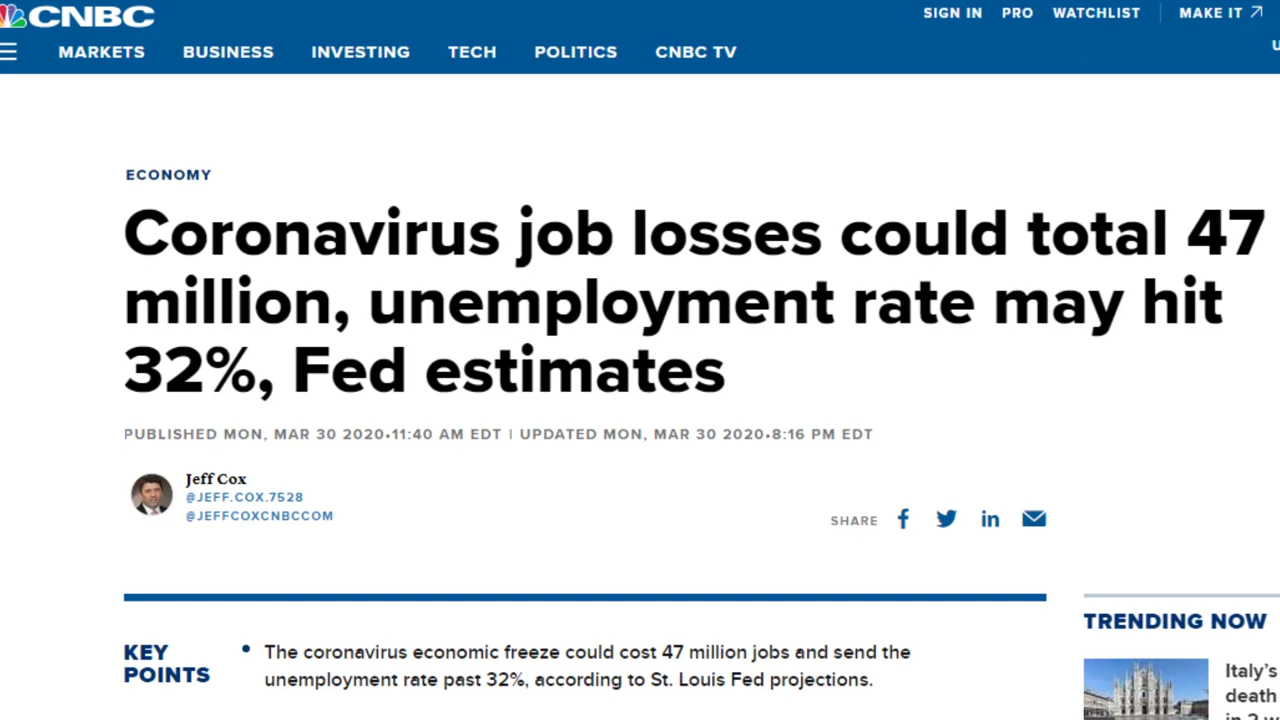 CNBC
SIGN IN PRO WATCHLIST MAKE IT
MARKETS BUSINESS INVESTING TECH POLITICS CNBC TV
ECONOMY
Coronavirus job losses could total 47
million, unemployment rate may hit
32%, Fed estimates
PUBLISHED MON, MAR 30 2020•11:40 AM EDT | UPDATED MON, MAR 30 2020•8:16 PM EDT
Jeff Cox
@JEFF.COX.7528
@JEFFCOXCNBCCOM
SHARE
KEY
POINTS
• The coronavirus economic freeze could cost 47 million jobs and send the
unemployment rate past 32%, according to St. Louis Fed projections.
TRENDING NOW
Italy's
death